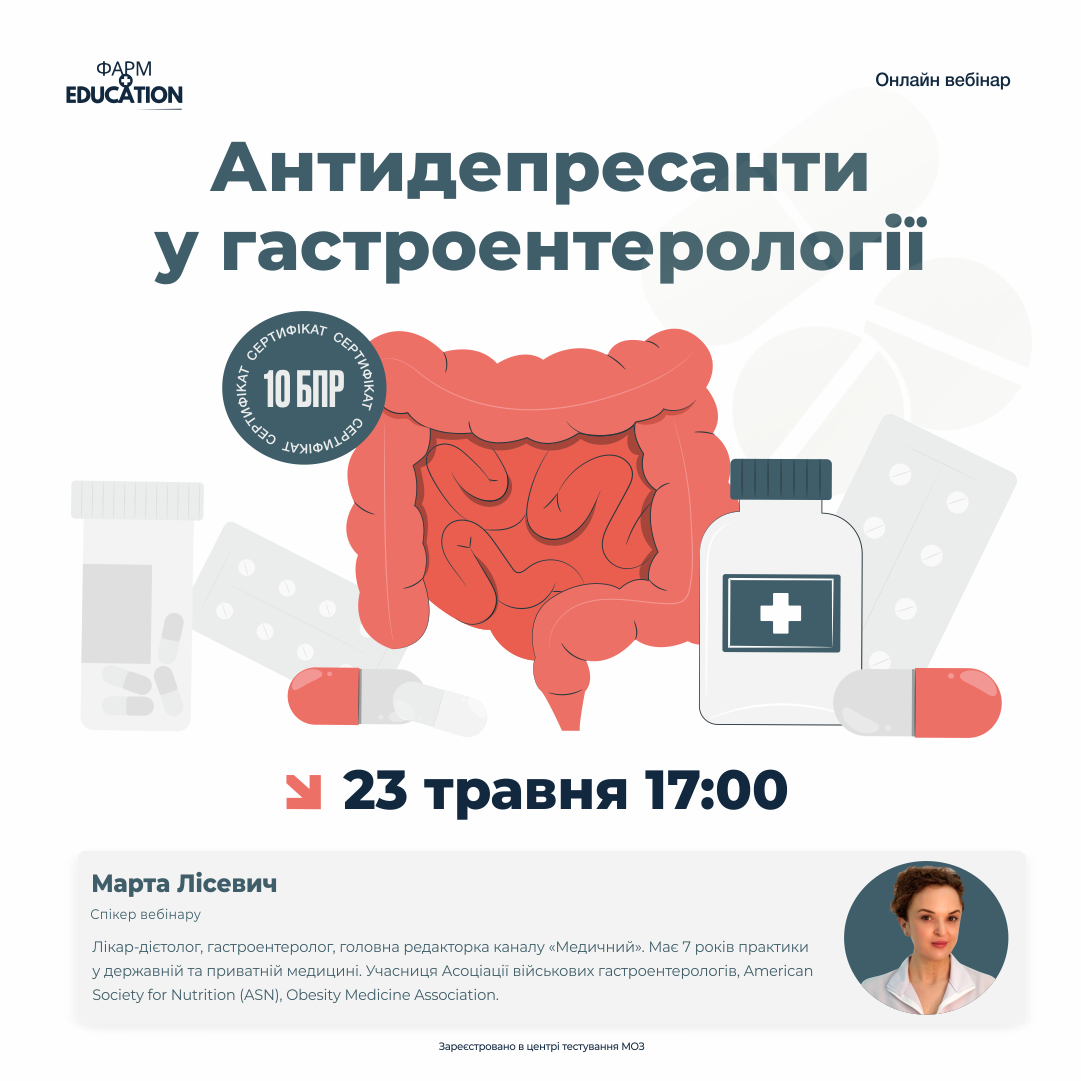 ФАРМ
EDUCATION
Онлайн вебінар
Антидепресанти
у гастроентерології
СЕРТИФІКАТ СЕРТИФІКАТ СЕРТИФІКАТ СЕРТИФІКАТ СЕРТИФІКАТ
10 БПР
23 травня 17:00
Марта Лісевич
Спікер вебінару
Лікар-дієтолог, гастроентеролог, головна редакторка каналу «Медичний». Має 7 років практики
у державній та приватній медицині. Учасниця Асоціації військових гастроентерологів, American
Society for Nutrition (ASN), Obesity Medicine Association.
Зареєстровано в центрі тестування МОЗ